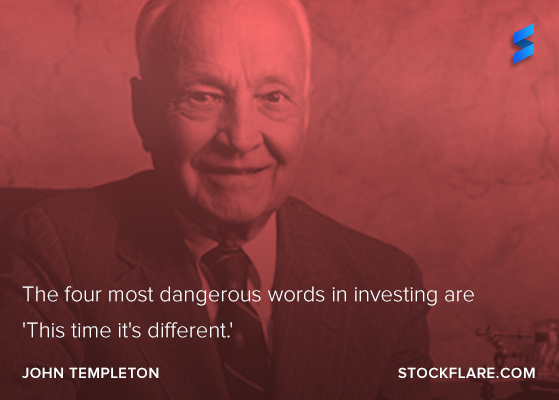 The four most dangerous words in investing are
'This time it's different.'
JOHN TEMPLETON
STOCKFLARE.COM